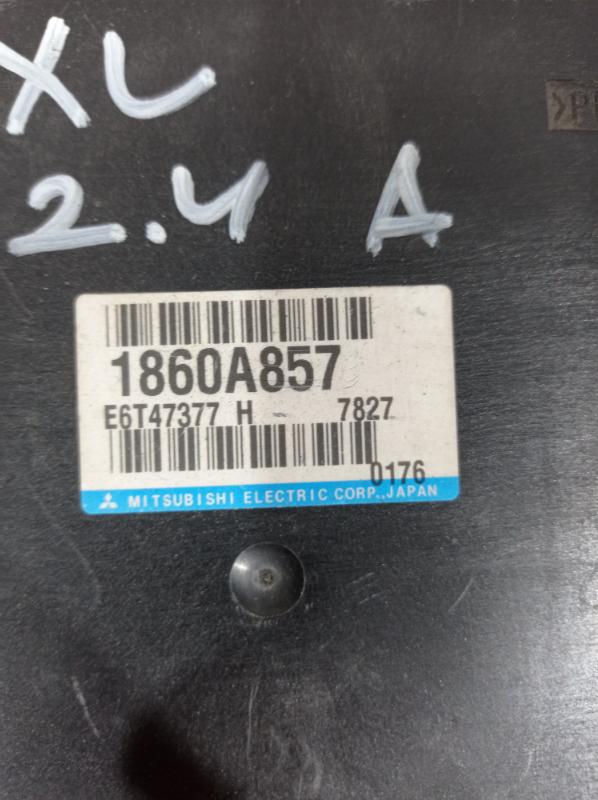 XL
2.4 A
1860A857
E6T47377 H 7827
0176
MITSUBISHI ELECTRIC CORP., JAPAN